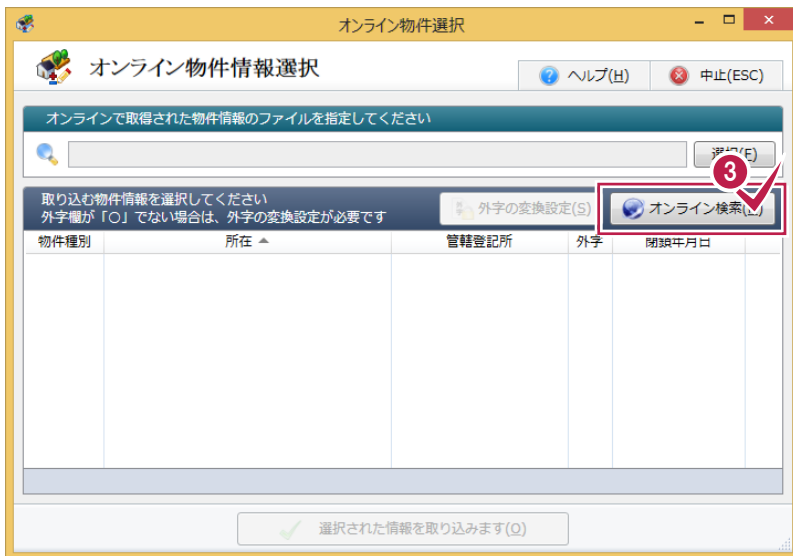 オンライン物件選択
オンライン物件情報選択
ヘルプ(H)
中止(ESC)
オンラインで取得された物件情報のファイルを指定してください
選択(E)
3
取り込む物件情報を選択してください
外字欄が「○」でない場合は、外字の変換設定が必要です
外字の変換設定(S)
オンライン検索
物件種別
所在
管轄登記所
外字
閉鎖年月日
選択された情報を取り込みます(O)